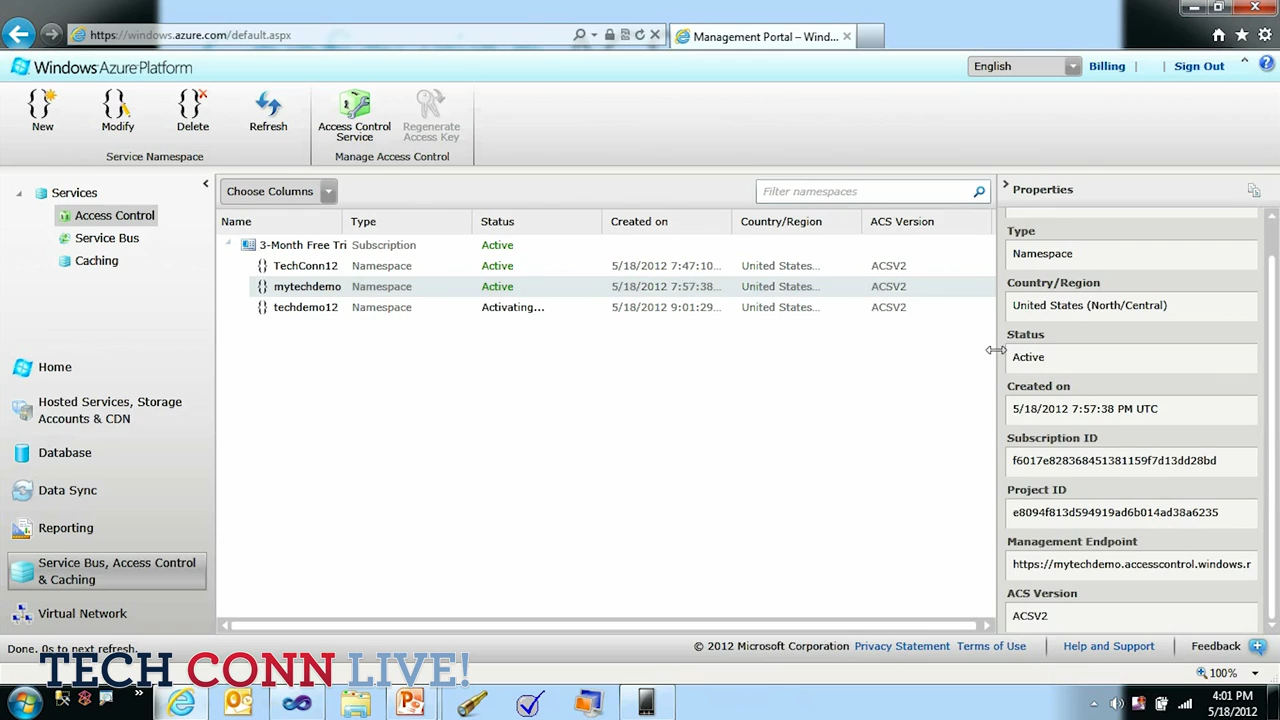 https://windows.azure.com/default.aspx
Management Portal – Wind...
Windows Azure Platform
English
Billing
Sign Out
New
Modify
Delete
Refresh
Access Control Service
Regenerate Access Key
Service Namespace
Manage Access Control
Services
Access Control
Service Bus
Caching
Home
Hosted Services, Storage
Accounts & CDN
Database
Data Sync
Reporting
Service Bus, Access Control
& Caching
Virtual Network
Choose Columns
Filter namespaces
Name Type Status Created on Country/Region ACS Version
3-Month Free Tri Subscription Active
{} TechConn12 Namespace Active 5/18/2012 7:47:10... United States... ACSV2
{} mytechdemo Namespace Active 5/18/2012 7:57:38... United States... ACSV2
{} techdemo12 Namespace Activating... 5/18/2012 9:01:29... United States... ACSV2
Properties
Type
Namespace
Country/Region
United States (North/Central)
Status
Active
Created on
5/18/2012 7:57:38 PM UTC
Subscription ID
f6017e828368451381159f7d13dd28bd
Project ID
e8094f813d594919ad6b014ad38a6235
Management Endpoint
https://mytechdemo.accesscontrol.windows.r
ACS Version
ACSV2
Done. 0s to next refresh.
© 2012 Microsoft Corporation Privacy Statement Terms of Use
Help and Support
Feedback
TECH CONN LIVE!
100%
4:01 PM
5/18/2012